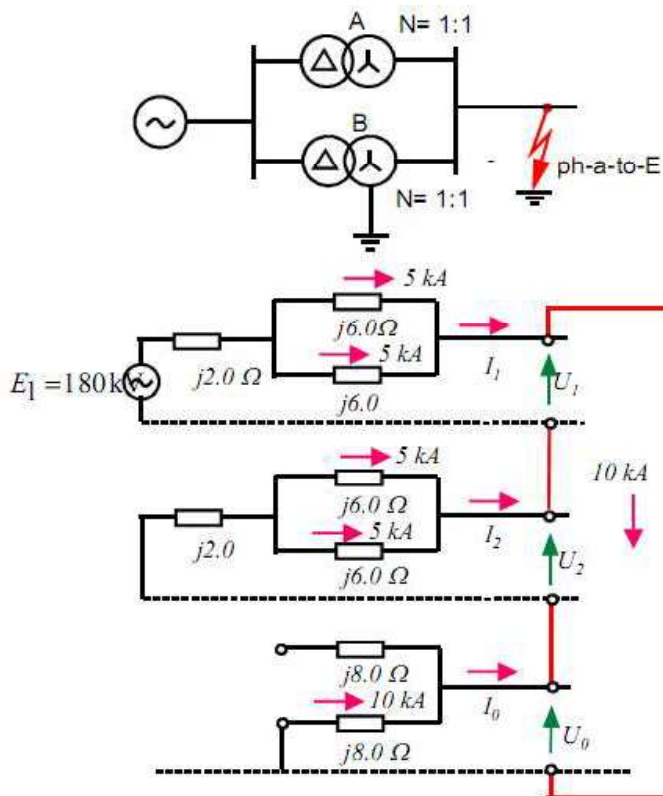 A
N= 1:1
B
N= 1:1
-
ph-a-to-E
5 kA
j6.0Ω
5 kA
j6.0
j2.0 Ω
E1 = 180k
I1
U1
5 kA
j6.0 Ω
5 kA
j6.0 Ω
j2.0
I2
U2
10 kA
j8.0 Ω
10 kA
j8.0 Ω
I0
U0